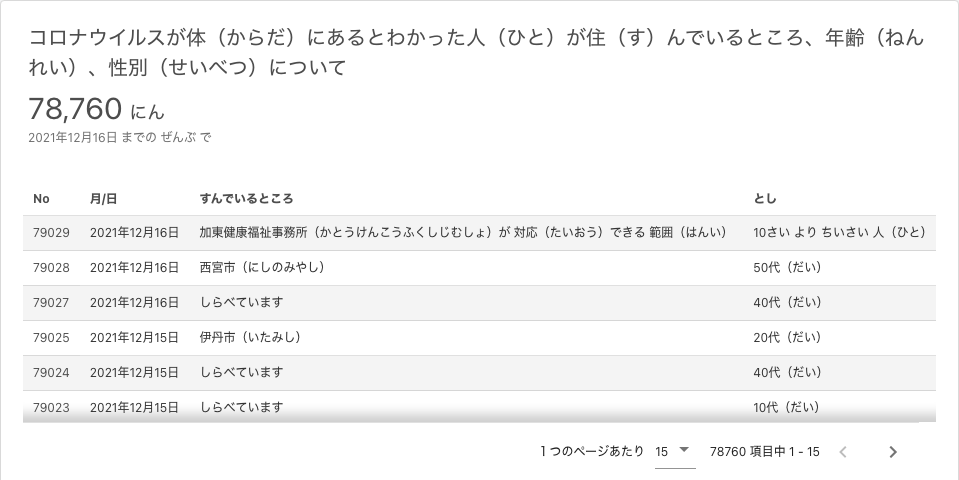 コロナウイルスが体（からだ）にあるとわかった人（ひと）が住（す）んでいるところ、年齢（ねん
れい）、性別（せいべつ）について
78,760 にん
2021年12月16日 までの ぜんぶ で
No 月/日 すんでいるところ とし
79029 2021年12月16日 加東健康福祉事務所（かとうけんこうふくしじむしょ）が 対応（たいおう）できる 範囲（はんい） 10さい より ちいさい 人（ひと）
79028 2021年12月16日 西宮市（にしのみやし） 50代（だい）
79027 2021年12月16日 しらべています 40代（だい）
79025 2021年12月15日 伊丹市（いたみし） 20代（だい）
79024 2021年12月15日 しらべています 40代（だい）
79023 2021年12月15日 しらべています 10代（だい）
1 つのページあたり 15 78760 項目中 1 - 15